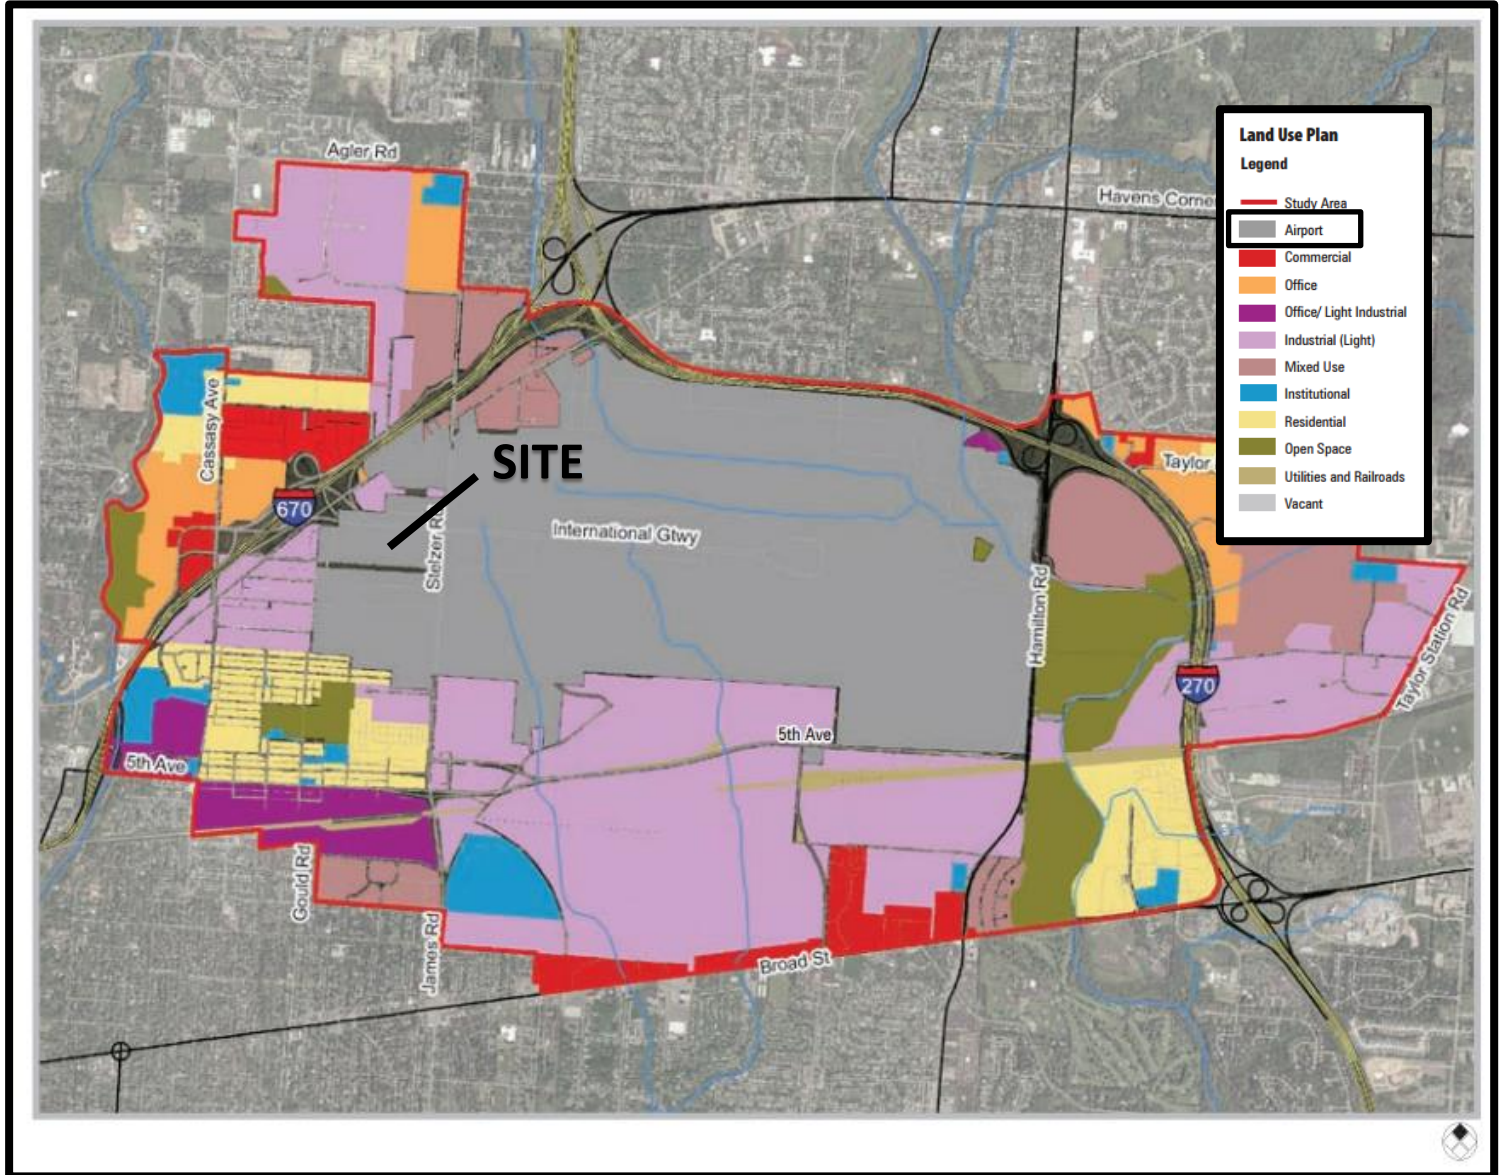 Agler Rd
Havens Corne
Land Use Plan
Legend
Study Area
Airport
Commercial
Office
Office/ Light Industrial
Industrial (Light)
Mixed Use
Institutional
Residential
Open Space
Utilities and Railroads
Vacant
Cassasy Ave
SITE
Taylor
670
Stelzer R
International Gtwy
Hamilton Rd
Taylor Station Rd
270
5th Ave
5th Ave
Gould Rd
James Rd
Broad St